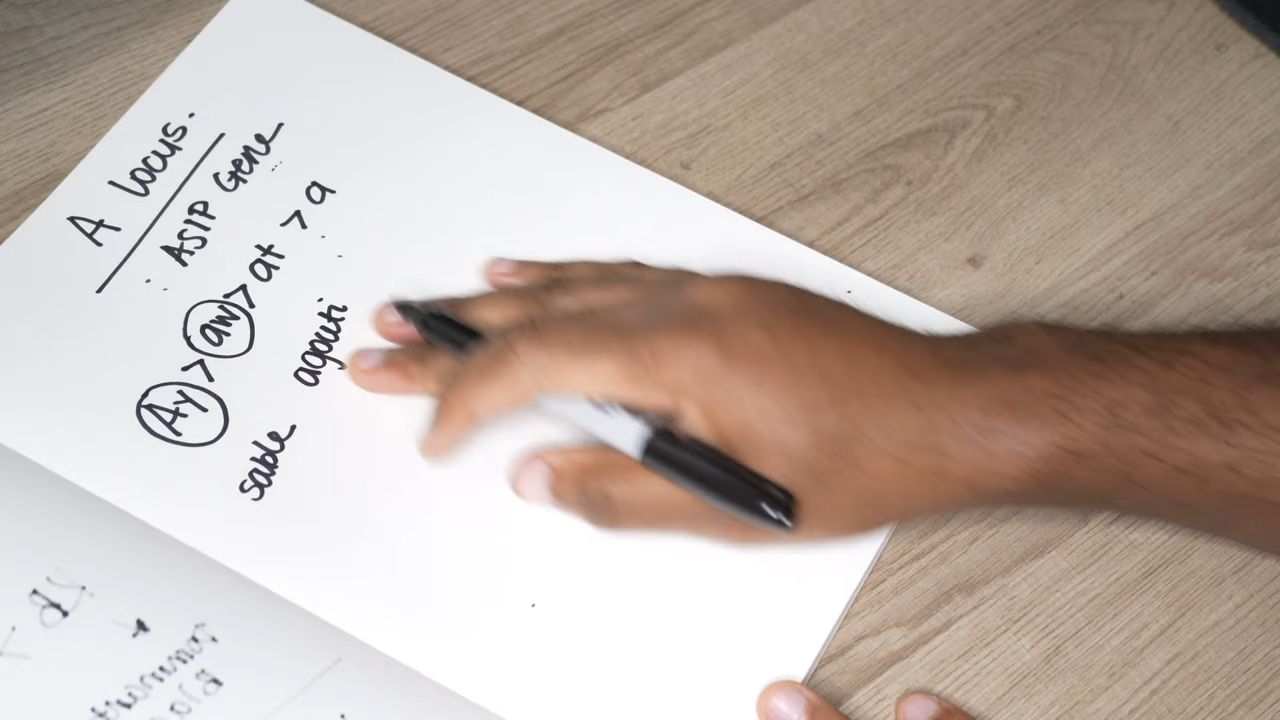 A Locus.
ASIP Gene
Ay > aw > at > a
sable agouti